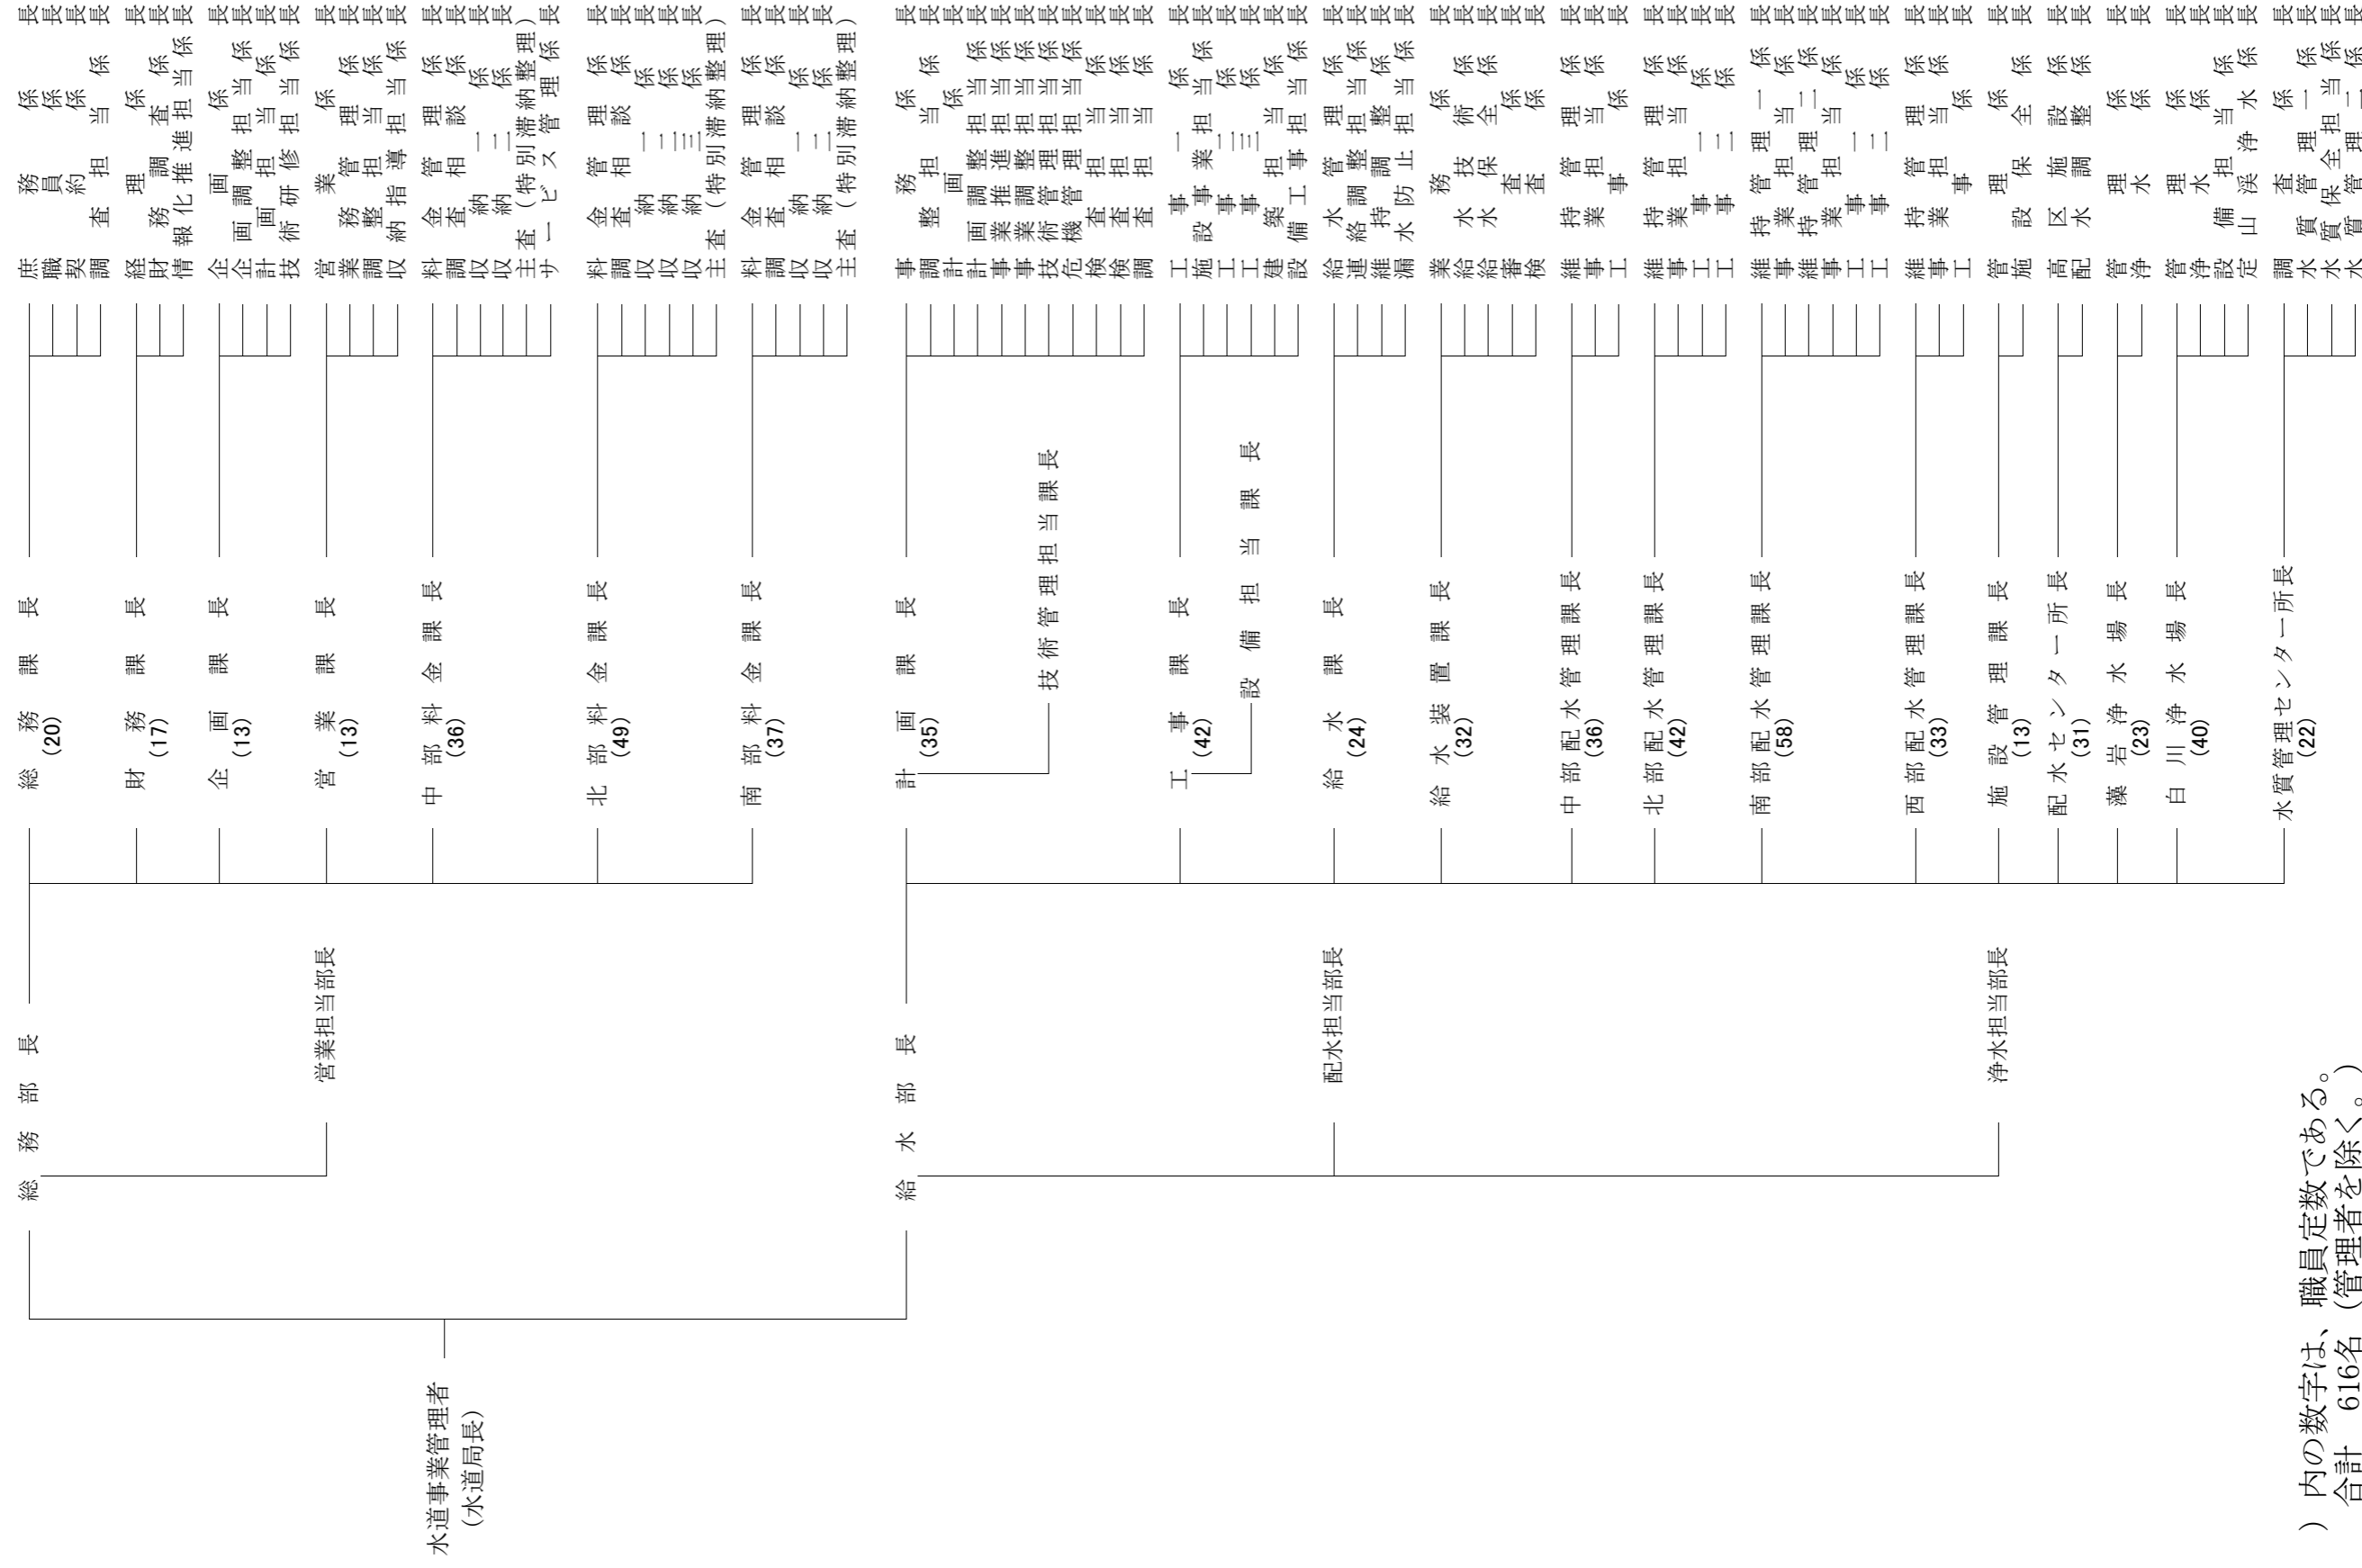 水道事業管理者
(水道局長)
総務部長
総務課長
(20)
庶務係長
職員係長
契約係長
調査担当係長
財務課長
(17)
経理係長
財務調査係長
情報化推進担当係長
企画課長
(13)
企画係長
企画調整担当係長
計画担当係長
技術研修担当係長
営業担当部長
営業課長
(13)
営業係長
業務管理係長
調整担当係長
収納指導担当係長
中部料金課長
(36)
料金管理係長
調査相談係長
収納一係長
収納二係長
主査(特別滞納整理)
サービス管理係長
北部料金課長
(49)
料金管理係長
調査相談係長
収納一係長
収納二係長
収納三係長
主査(特別滞納整理)
南部料金課長
(37)
料金管理係長
調査相談係長
収納一係長
収納二係長
主査(特別滞納整理)
給水部長
計画課長
(35)
技術管理担当課長
事務係長
調整担当係長
計画係長
計画調整担当係長
事業推進担当係長
事業調整担当係長
技術管理担当係長
危機管理担当係長
検査担当係長
検査担当係長
調査担当係長
工事課長
(42)
設備担当課長
工事一係長
施設事業担当係長
工事二係長
工事三係長
建築担当係長
設備工事担当係長
配水担当部長
給水課長
(24)
給水管理係長
連絡調整担当係長
維持調整係長
漏水防止担当係長
給水装置課長
(32)
業務係長
給水技術係長
給水保全係長
審査係長
検査係長
中部配水管理課長
(36)
維持管理係長
事業担当係長
工事係長
北部配水管理課長
(42)
維持管理係長
事業担当係長
工事一係長
工事二係長
南部配水管理課長
(58)
維持管理一係長
事業担当係長
維持管理二係長
事業担当係長
工事一係長
工事二係長
西部配水管理課長
(33)
維持管理係長
事業担当係長
工事係長
浄水担当部長
施設管理課長
(13)
管理係長
施設保全係長
配水センター所長
(31)
高区施設係長
配水調整係長
藻岩浄水場長
(23)
管理係長
浄水係長
白川浄水場長
(40)
管理係長
浄水係長
設備担当係長
定山渓浄水係長
水質管理センター所長
(22)
調査係長
水質管理一係長
水質保全担当係長
水質管理二係長
)内の数字は、職員定数である。
合計 616名(管理者を除く。)